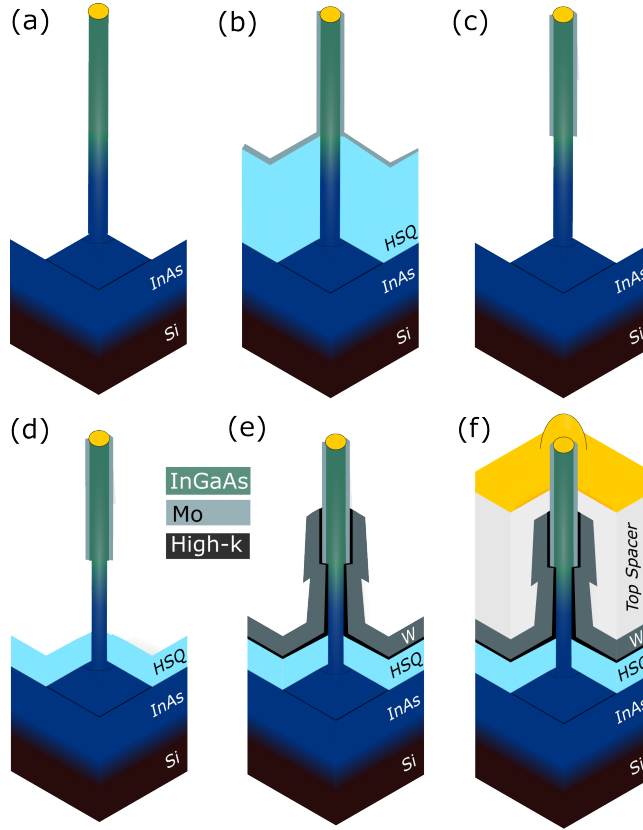 (a)
(b)
(c)
HSQ
InAs
InAs
InAs
Si
Si
Si
(d)
(e)
(f)
InGaAs
Mo
High-k
Top Spacer
W
W
HSQ
HSQ
HSQ
InAs
InAs
InAs
Si
Si
Si